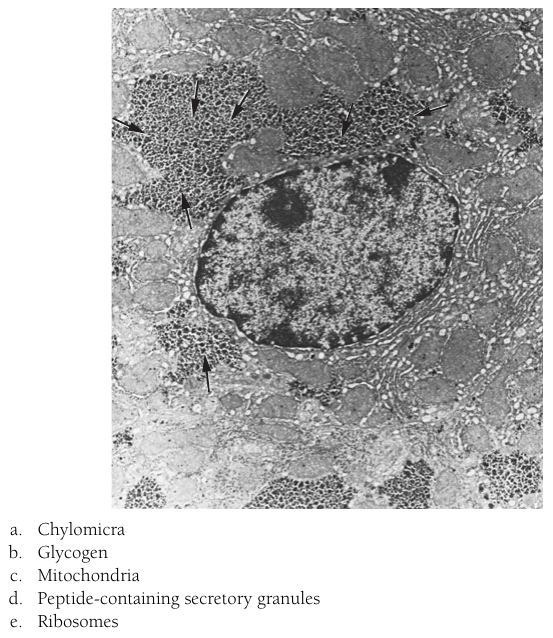 a. Chylomicra
b. Glycogen
c. Mitochondria
d. Peptide-containing secretory granules
e. Ribosomes